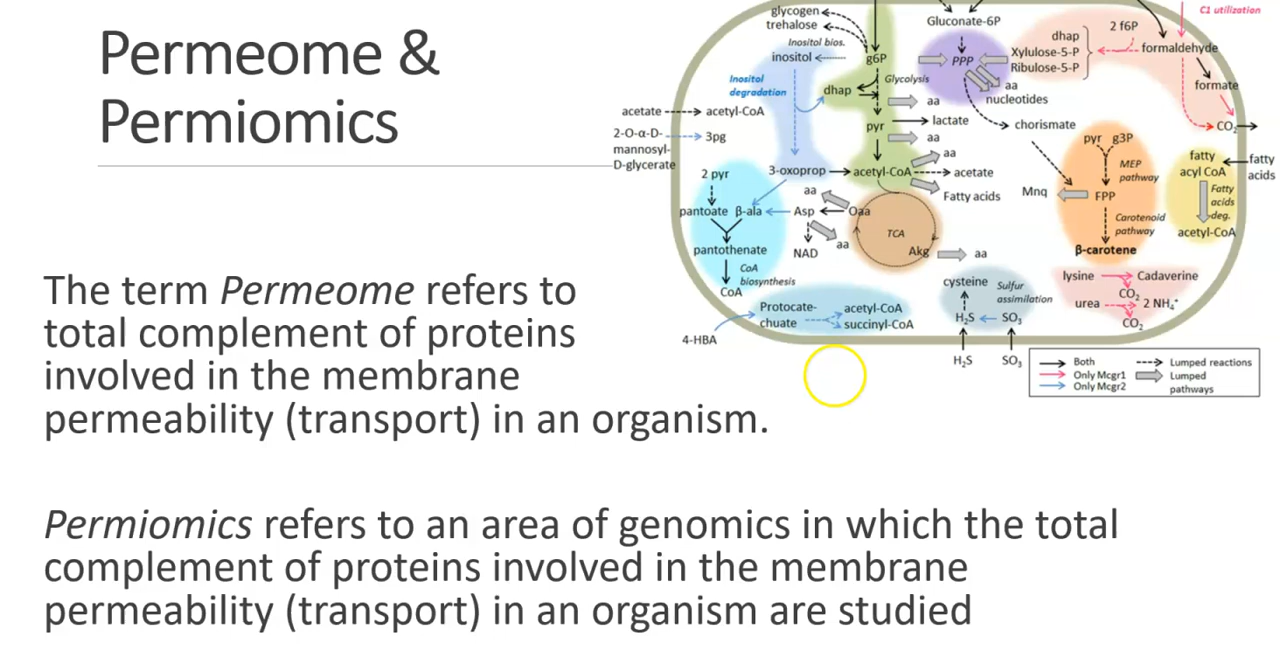 Permeome &
Permiomics
The term Permeome refers to
total complement of proteins
involved in the membrane
permeability (transport) in an organism.
Permiomics refers to an area of genomics in which the total
complement of proteins involved in the membrane
permeability (transport) in an organism are studied
glycogen
trehalose
Inositol bios.
inositol
g6P
Gluconate-6P
PPP
2 f6P
C1 utilization
dhap
Xylulose-5-P
Ribulose-5-P
formaldehyde
formate
CO2
Inositol
degradation
dhap
Glycolysis
aa
aa
nucleotides
acetate
acetyl-CoA
2-O-α-D-
mannosyl-
D-glycerate
3pg
pyr
lactate
aa
chorismate
pyr
g3P
MEP
pathway
fatty
acyl CoA
fatty
acids
Fatty
acids
deg.
acetyl-CoA
2 pyr
3-oxoprop
acetyl-CoA
aa
acetate
Fatty acids
Mnq
FPP
Carotenoid
pathway
β-carotene
pantoate
β-ala
Asp
Oaa
aa
aa
NAD
TCA
Akg
aa
pantothenate
CoA
biosynthesis
CoA
cysteine
Sulfur
assimilation
H2S
SO3
lysine
Cadaverine
CO2
urea
2 NH4+
CO2
Protocate-
chuate
acetyl-CoA
succinyl-CoA
4-HBA
H2S
SO3
Both
Only Mcgr1
Only Mcgr2
Lumped reactions
Lumped
pathways